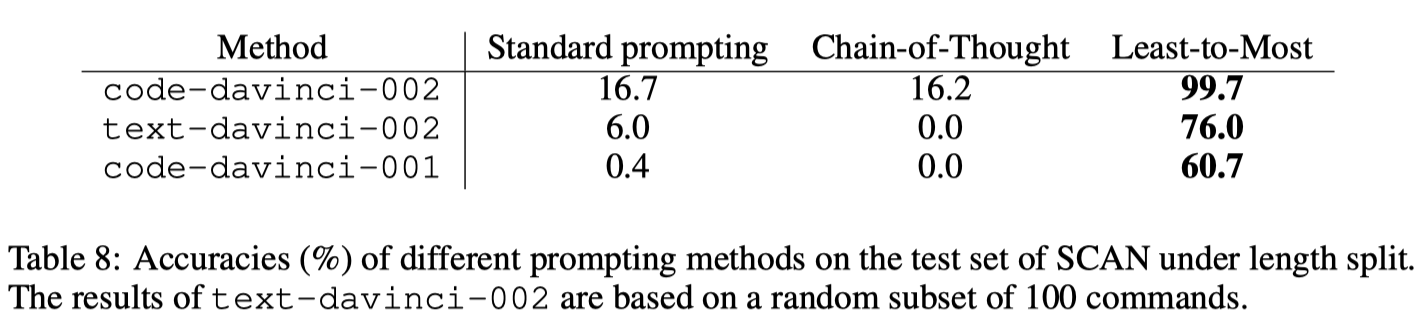 Method Standard prompting Chain-of-Thought Least-to-Most
code-davinci-002 16.7 16.2 99.7
text-davinci-002 6.0 0.0 76.0
code-davinci-001 0.4 0.0 60.7
Table 8: Accuracies (%) of different prompting methods on the test set of SCAN under length split.
The results of text-davinci-002 are based on a random subset of 100 commands.